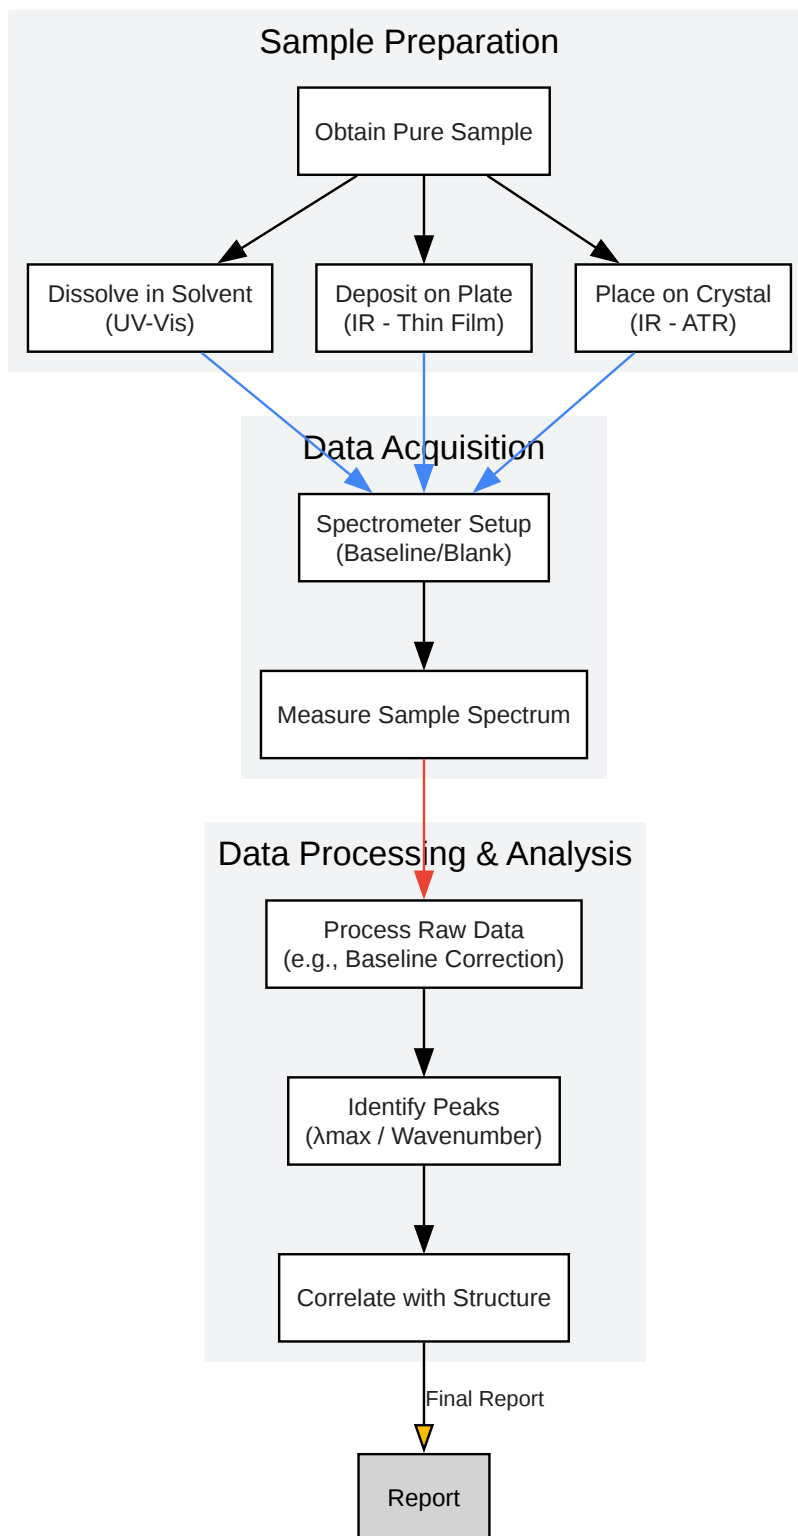 Sample Preparation
Obtain Pure Sample
Dissolve in Solvent
(UV-Vis)
Deposit on Plate
(IR - Thin Film)
Place on Crystal
(IR - ATR)
Data Acquisition
Spectrometer Setup
(Baseline/Blank)
Measure Sample Spectrum
Data Processing & Analysis
Process Raw Data
(e.g., Baseline Correction)
Identify Peaks
(λmax / Wavenumber)
Correlate with Structure
Final Report
Report